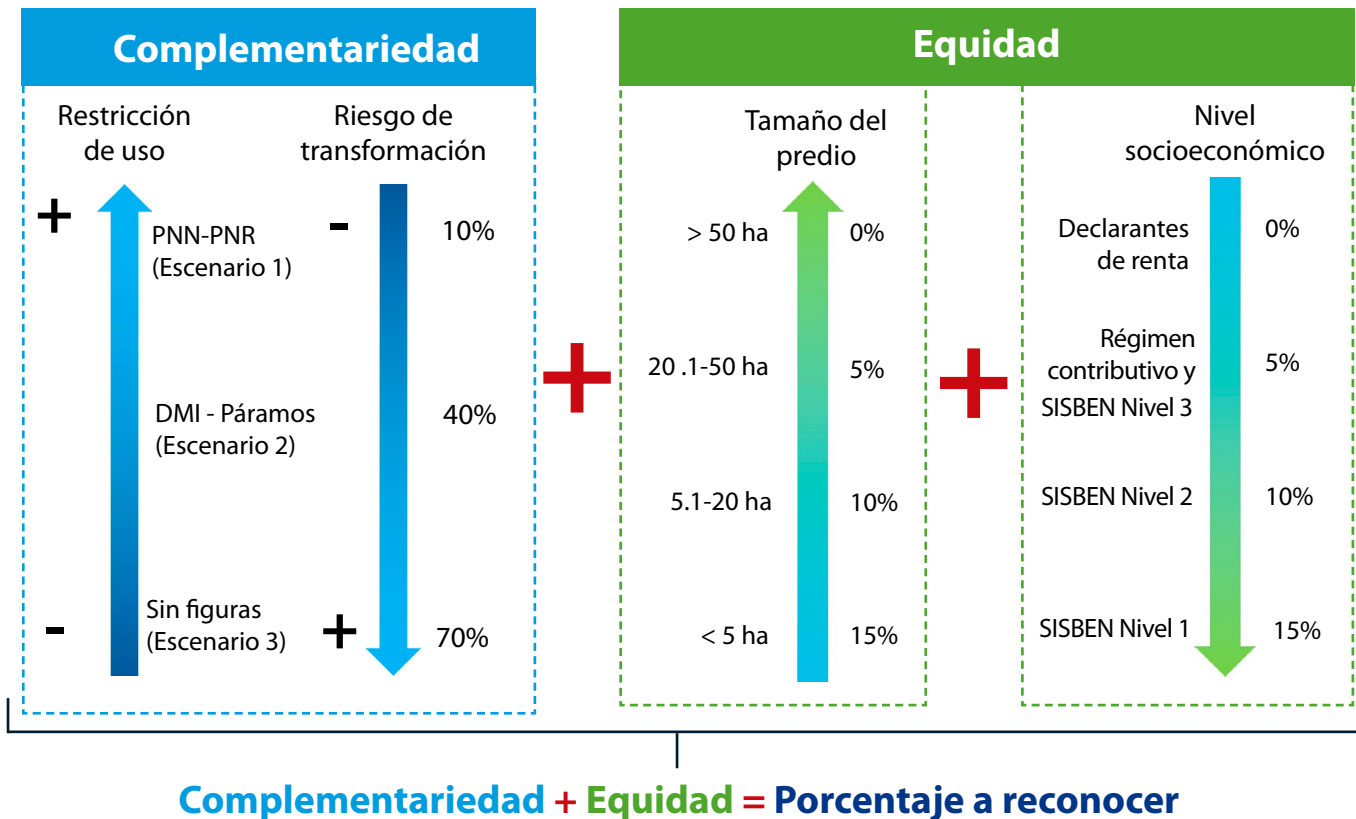 Complementariedad
Equidad
Restricción
de uso
Riesgo de
transformación
+
PNN-PNR
(Escenario 1)
-
10%
DMI - Páramos
(Escenario 2)
40%
-
Sin figuras
(Escenario 3)
+
70%
+
Tamaño del
predio
> 50 ha
0%
20 .1-50 ha
5%
5.1-20 ha
10%
< 5 ha
15%
+
Nivel
socioeconómico
Declarantes
de renta
0%
Régimen
contributivo y
SISBEN Nivel 3
5%
SISBEN Nivel 2
10%
SISBEN Nivel 1
15%
Complementariedad + Equidad = Porcentaje a reconocer